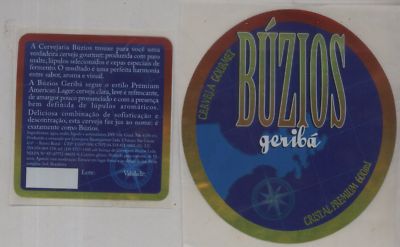 A Cervejaria Búzios trouxe para você uma
verdadeira cerveja gourmet: produzida com puro
malte, lúpulos selecionados e cepas especiais de
fermento. O resultado é uma perfeita harmonia
entre sabor, aroma e visual.
A Búzios Geribá segue o estilo Premium
American Lager: cerveja clara, leve e refrescante,
de amargor pouco pronunciado e com a presença
bem definida de lúpulos aromáticos.
Deliciosa combinação de sofisticação e
descontração, esta cerveja faz jus ao nome: é
exatamente como Búzios.
Lote:
Validade:
CERVEJA GOURMET
BÚZIOS
geribá
CRISTAL PREMIUM 600ml